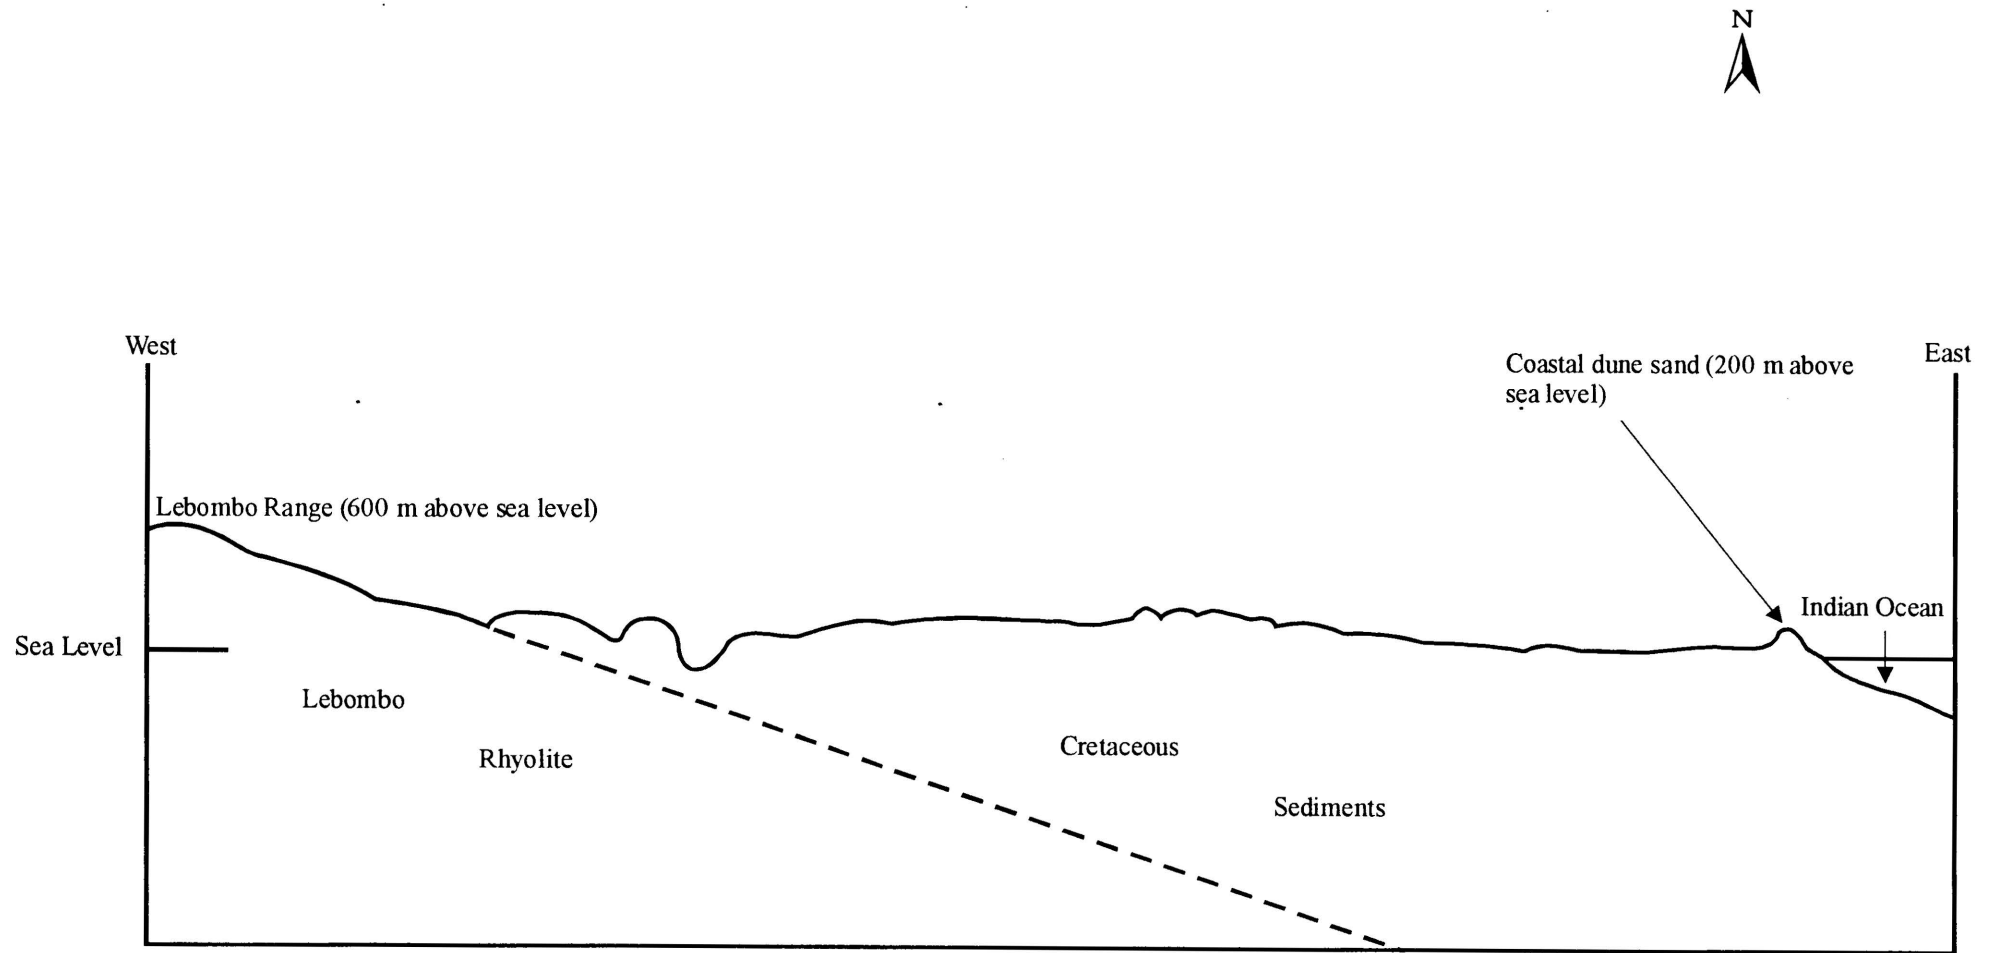 N
West
East
Coastal dune sand (200 m above
sea level)
Lebombo Range (600 m above sea level)
Indian Ocean
Sea Level
Lebombo
Rhyolite
Cretaceous
Sediments